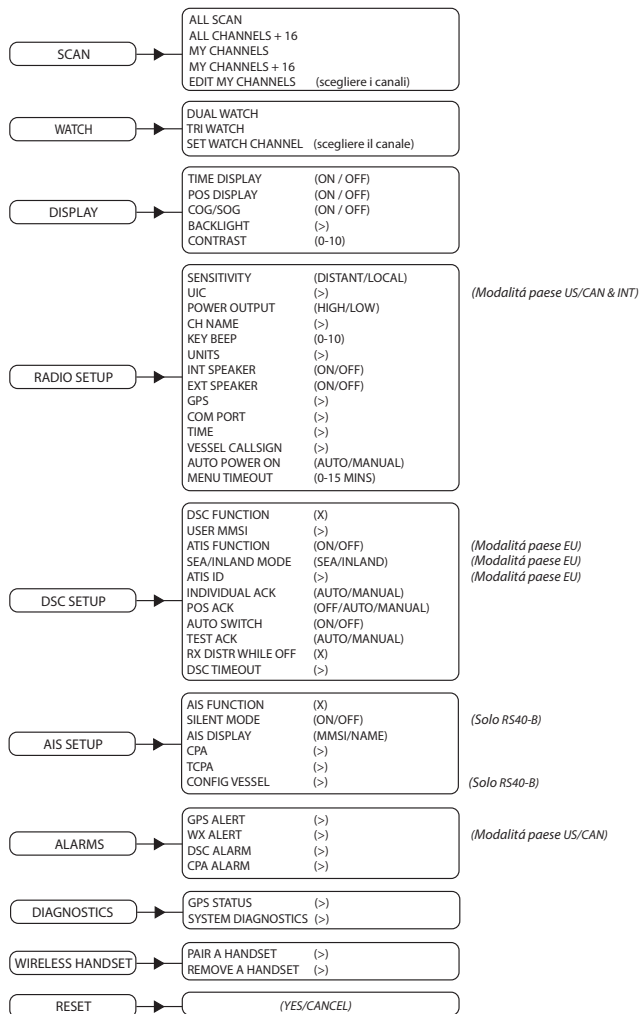 SCAN
ALL SCAN
ALL CHANNELS + 16
MY CHANNELS
MY CHANNELS + 16
EDIT MY CHANNELS (scegliere i canali)
WATCH
DUAL WATCH
TRI WATCH
SET WATCH CHANNEL (scegliere il canale)
DISPLAY
TIME DISPLAY (ON / OFF)
POS DISPLAY (ON / OFF)
COG/SOG (ON / OFF)
BACKLIGHT (>)
CONTRAST (0-10)
RADIO SETUP
SENSITIVITY (DISTANT/LOCAL)
UIC (>) (Modalitá paese US/CAN & INT)
POWER OUTPUT (HIGH/LOW)
CH NAME (>)
KEY BEEP (0-10)
UNITS (>)
INT SPEAKER (ON/OFF)
EXT SPEAKER (ON/OFF)
GPS (>)
COM PORT (>)
TIME (>)
VESSEL CALLSIGN (>)
AUTO POWER ON (AUTO/MANUAL)
MENU TIMEOUT (0-15 MINS)
DSC SETUP
DSC FUNCTION (X)
USER MMSI (>)
ATIS FUNCTION (ON/OFF) (Modalitá paese EU)
SEA/INLAND MODE (SEA/INLAND) (Modalitá paese EU)
ATIS ID (>) (Modalitá paese EU)
INDIVIDUAL ACK (AUTO/MANUAL)
POS ACK (OFF/AUTO/MANUAL)
AUTO SWITCH (ON/OFF)
TEST ACK (AUTO/MANUAL)
RX DISTR WHILE OFF (X)
DSC TIMEOUT (>)
AIS SETUP
AIS FUNCTION (X)
SILENT MODE (ON/OFF) (Solo RS40-B)
AIS DISPLAY (MMSI/NAME)
CPA (>)
TCPA (>)
CONFIG VESSEL (>) (Solo RS40-B)
ALARMS
GPS ALERT (>)
WX ALERT (>) (Modalitá paese US/CAN)
DSC ALARM (>)
CPA ALARM (>)
DIAGNOSTICS
GPS STATUS (>)
SYSTEM DIAGNOSTICS (>)
WIRELESS HANDSET
PAIR A HANDSET (>)
REMOVE A HANDSET (>)
RESET
(YES/CANCEL)